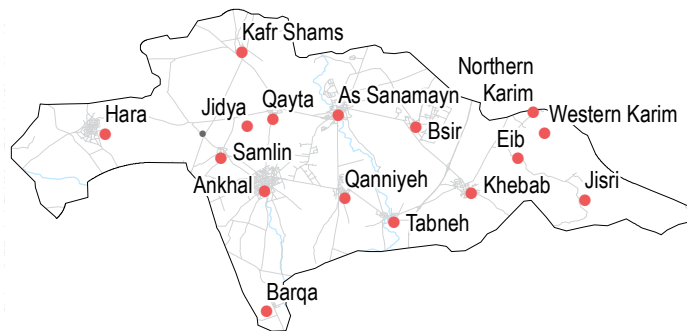 Kafr Shams
Northern
Karim
Hara
Jidya
Qayta
As Sanamayn
Western Karim
Bsir
Eib
Samlin
Ankhal
Qanniyeh
Khebab
Jisri
Tabneh
Barqa